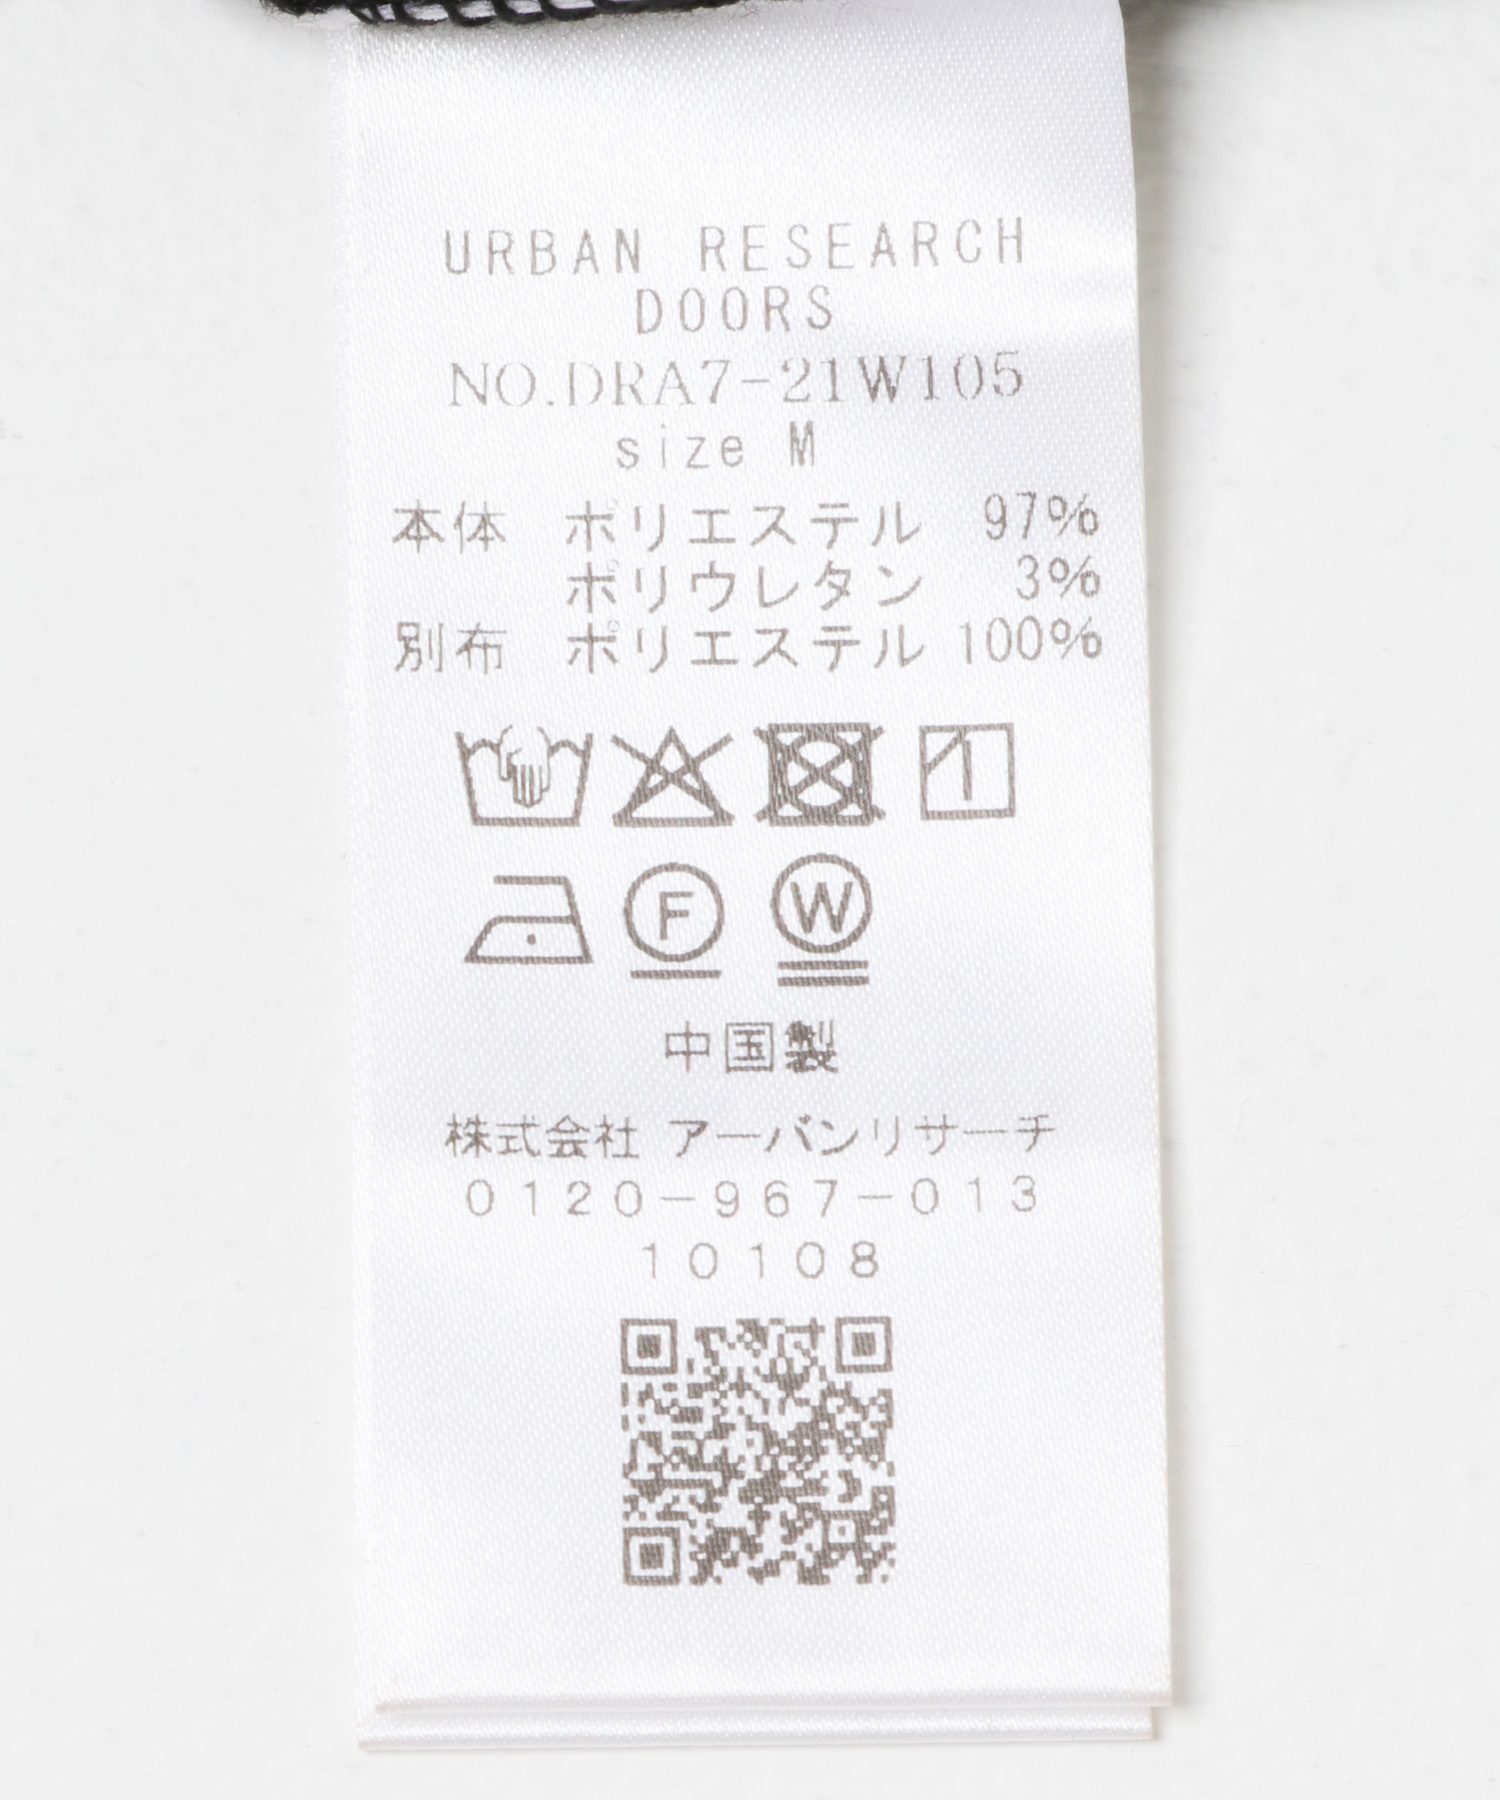 URBAN RESEARCH
DOORS
NO.DRA7-21W105
size M
本体 ポリエステル 97%
ポリウレタン 3%
別布 ポリエステル 100%
F W
中国製
株式会社 アーバンリサーチ
0120-967-013
10108